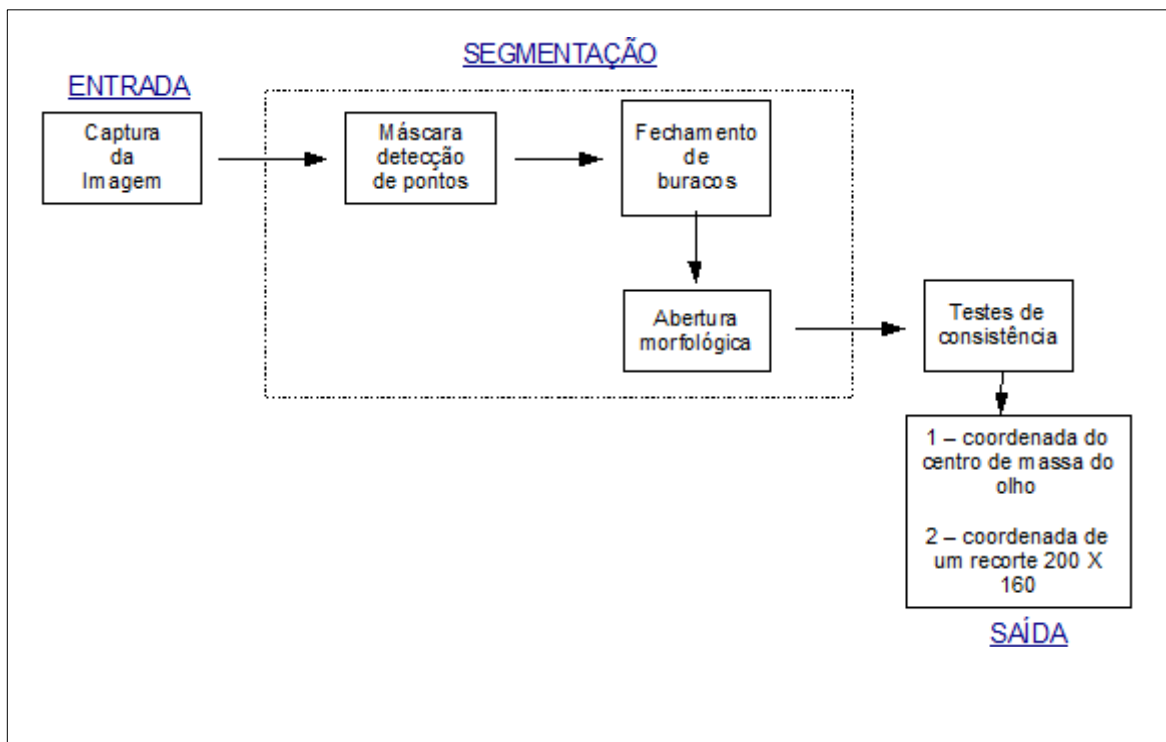 SEGMENTAÇÃO
ENTRADA
Captura
da
Imagem
Máscara
detecção
de pontos
Fechamento
de
buracos
Abertura
morfológica
Testes de
consistência
1 – coordenada do
centro de massa do
olho
2 – coordenada de
um recorte 200 X
160
SAÍDA